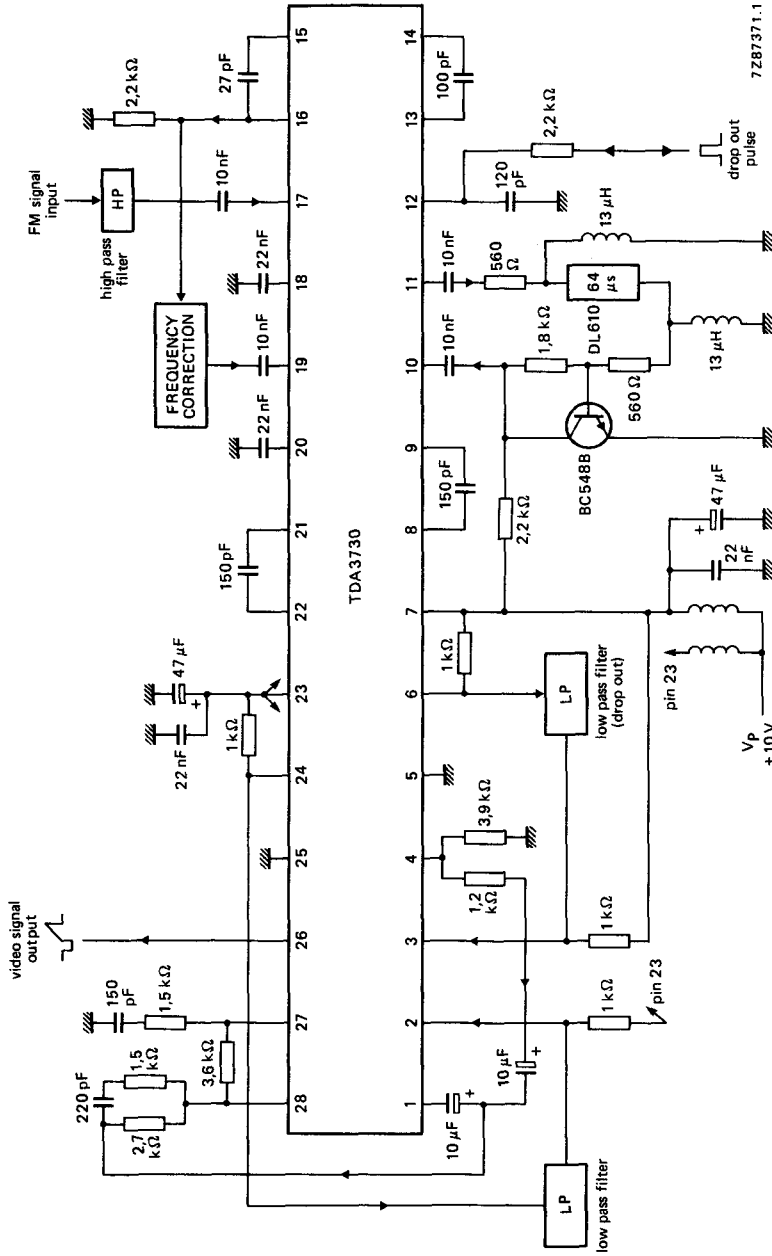 7Z87371.1
FM signal
input
HP
high pass
filter
2,2 kΩ
27 pF
10 nF
22 nF
FREQUENCY
CORRECTION
10 nF
22 nF
150 pF
47 µF
+
22 nF
1 kΩ
video signal
output
150
pF
1,5 kΩ
3,6 kΩ
220 pF
1,5
kΩ
2,7
kΩ
28
27
26
25
24
23
22
21
20
19
18
17
16
15
TDA3730
1
2
3
4
5
6
7
8
9
10
11
12
13
14
10 µF
+
10 µF
+
LP
low pass filter
1 kΩ
pin 23
1 kΩ
1,2
kΩ
3,9 kΩ
LP
low pass filter
(drop out)
1 kΩ
pin 23
VP
+10 V
22
nF
47 µF
+
2,2 kΩ
150 pF
BC548B
10 nF
1,8 kΩ
560 Ω
DL610
64
µs
13 µH
10 nF
560
Ω
13 µH
120
pF
2,2 kΩ
drop out
pulse
100 pF